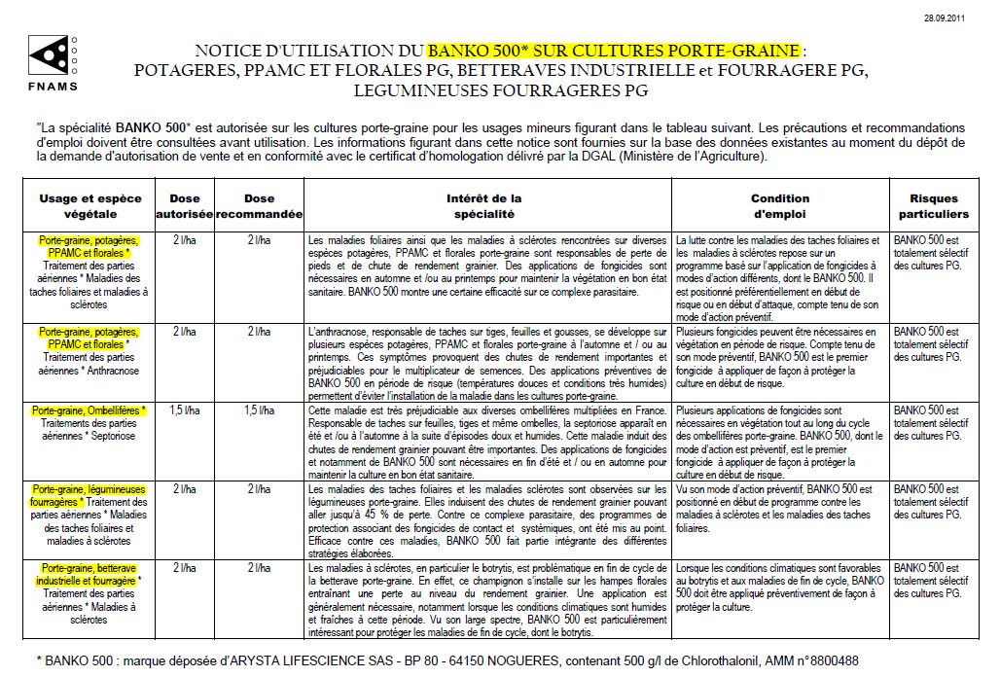 28.09.2011
FNAMS
NOTICE D'UTILISATION DU BANKO 500* SUR CULTURES PORTE-GRAINE :
POTAGERES, PPAMC ET FLORALES PG, BETTERAVES INDUSTRIELLE et FOURRAGERE PG,
LEGUMINEUSES FOURRAGERES PG
"La spécialité BANKO 500* est autorisée sur les cultures porte-graine pour les usages mineurs figurant dans le tableau suivant. Les précautions et recommandations
d'emploi doivent être consultées avant utilisation. Les informations figurant dans cette notice sont fournies sur la base des données existantes au moment du dépôt de
la demande d'autorisation de vente et en conformité avec le certificat d'homologation délivré par la DGAL (Ministère de l'Agriculture).
Usage et espèce
végétale
Dose
autorisée
Dose
recommandée
Intérêt de la
spécialité
Condition
d'emploi
Risques
particuliers
Porte-graine, potagères,
PPAMC et florales *
Traitement des parties
aériennes * Maladies des
taches foliaires et maladies à
sclérotes
2 l/ha
2 l/ha
Les maladies foliaires ainsi que les maladies à sclérotes rencontrées sur diverses
espèces potagères, PPAMC et florales porte-graine sont responsables de perte de
pieds et de chute de rendement grainier. Des applications de fongicides sont
nécessaires en automne et /ou au printemps pour maintenir la végétation en bon état
sanitaire. BANKO 500 montre une certaine efficacité sur ce complexe parasitaire.
La lutte contre les maladies des taches foliaires et
les maladies à sclérotes repose sur un
programme basé sur l'application de fongicides à
modes d'action différents, dont le BANKO 500. Il
est positionné préférentiellement en début de
risque ou en début d'attaque, compte tenu de son
mode d'action préventif.
BANKO 500 est
totalement sélectif
des cultures PG.
Porte-graine, potagères,
PPAMC et florales *
Traitement des parties
aériennes * Anthracnose
2 l/ha
2 l/ha
L'anthracnose, responsable de taches sur tiges, feuilles et gousses, se développe sur
plusieurs espèces potagères, PPAMC et florales porte-graine à l'automne et / ou au
printemps. Ces symptômes provoquent des chutes de rendement importantes et
préjudiciables pour le multiplicateur de semences. Des applications préventives de
BANKO 500 en période de risque (températures douces et conditions très humides)
permettent d'éviter l'installation de la maladie dans les cultures porte-graine.
Plusieurs fongicides peuvent être nécessaires en
végétation en période de risque. Compte tenu de
son mode préventif, BANKO 500 est le premier
fongicide à appliquer de façon à protéger la
culture en début de risque.
BANKO 500 est
totalement sélectif
des cultures PG.
Porte-graine, Ombellifères *
Traitements des parties
aériennes * Septoriose
1,5 l/ha
1,5 l/ha
Cette maladie est très préjudiciable aux diverses ombellifères multipliées en France.
Responsable de taches sur feuilles, tiges et même ombelles, la septoriose apparaît en
été et /ou à l'automne à la suite d'épisodes doux et humides. Cette maladie induit des
chutes de rendement grainier pouvant être importantes. Des applications de fongicides
et notamment de BANKO 500 sont nécessaires en fin d'été et / ou en automne pour
maintenir la culture en bon état sanitaire.
Plusieurs applications de fongicides sont
nécessaires en végétation tout au long du cycle
des ombellifères porte-graine. BANKO 500, dont le
mode d'action est préventif, est le premier
fongicide à appliquer de façon à protéger la
culture en début de risque.
BANKO 500 est
totalement sélectif
des cultures PG.
Porte-graine, légumineuses
fourragères * Traitement des
parties aériennes * Maladies
des taches foliaires et
maladies à sclérotes
2 l/ha
2 l/ha
Les maladies des taches foliaires et les maladies sclérotes sont observées sur les
légumineuses porte-graine. Elles induisent des chutes de rendement grainier pouvant
aller jusqu'à 45 % de perte. Contre ce complexe parasitaire, des programmes de
protection associant des fongicides de contact et systémiques, ont été mis au point.
Efficace contre ces maladies, BANKO 500 fait partie intégrante des différentes
stratégies élaborées.
Vu son mode d'action préventif, BANKO 500 est
positionné en début de programme contre les
maladies à sclérotes et les maladies des taches
foliaires.
BANKO 500 est
totalement sélectif
des cultures PG.
Porte-graine, betterave
industrielle et fourragère *
Traitement des parties
aériennes * Maladies à
sclérotes
2 l/ha
2 l/ha
Les maladies à sclérotes, en particulier le botrytis, est problématique en fin de cycle de
la betterave porte-graine. En effet, ce champignon s'installe sur les hampes florales
entraînant une perte au niveau du rendement grainier. Une application est
généralement nécessaire, notamment lorsque les conditions climatiques sont humides
et fraîches à cette période. Vu son large spectre, BANKO 500 est particulièrement
intéressant pour protéger les maladies de fin de cycle, dont le botrytis.
Lorsque les conditions climatiques sont favorables
au botrytis et aux maladies de fin de cycle, BANKO
500 doit être appliqué préventivement de façon à
protéger la culture.
BANKO 500 est
totalement sélectif
des cultures PG.
* BANKO 500 : marque déposée d'ARYSTA LIFESCIENCE SAS - BP 80 - 64150 NOGUERES, contenant 500 g/l de Chlorothalonil, AMM n°8800488